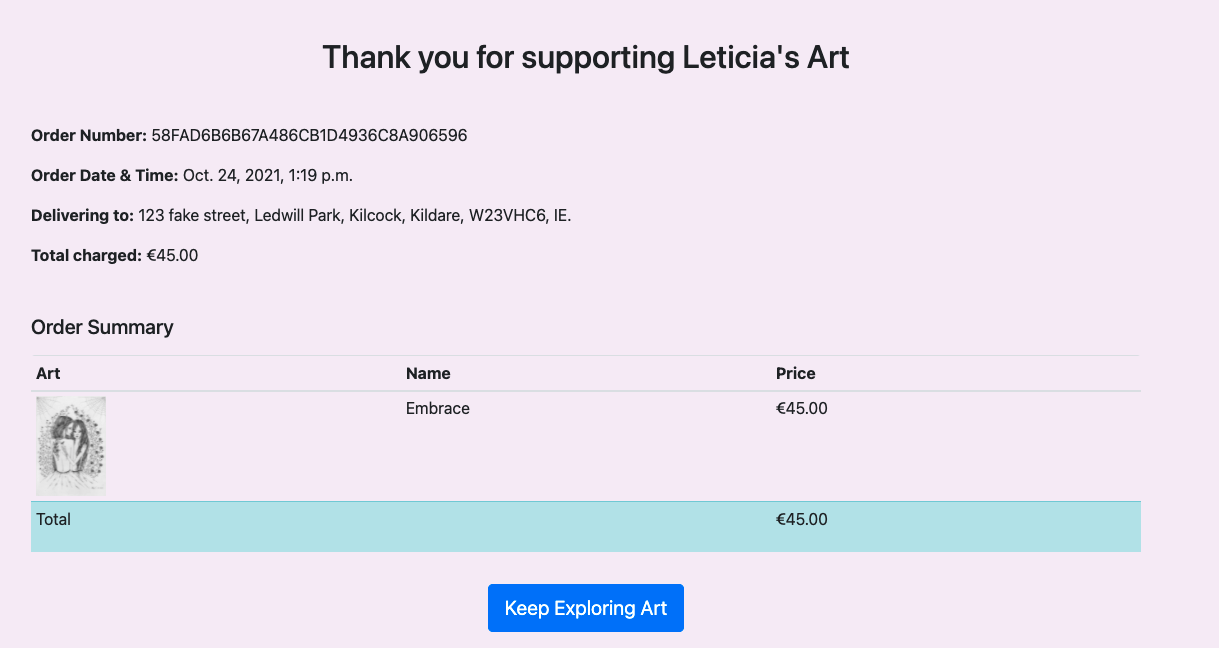 Thank you for supporting Leticia's Art
Order Number: 58FAD6B6B67A486CB1D4936C8A906596
Order Date & Time: Oct. 24, 2021, 1:19 p.m.
Delivering to: 123 fake street, Ledwill Park, Kilcock, Kildare, W23VHC6, IE.
Total charged: €45.00
Order Summary
Art Name Price
Embrace €45.00
Total €45.00
Keep Exploring Art